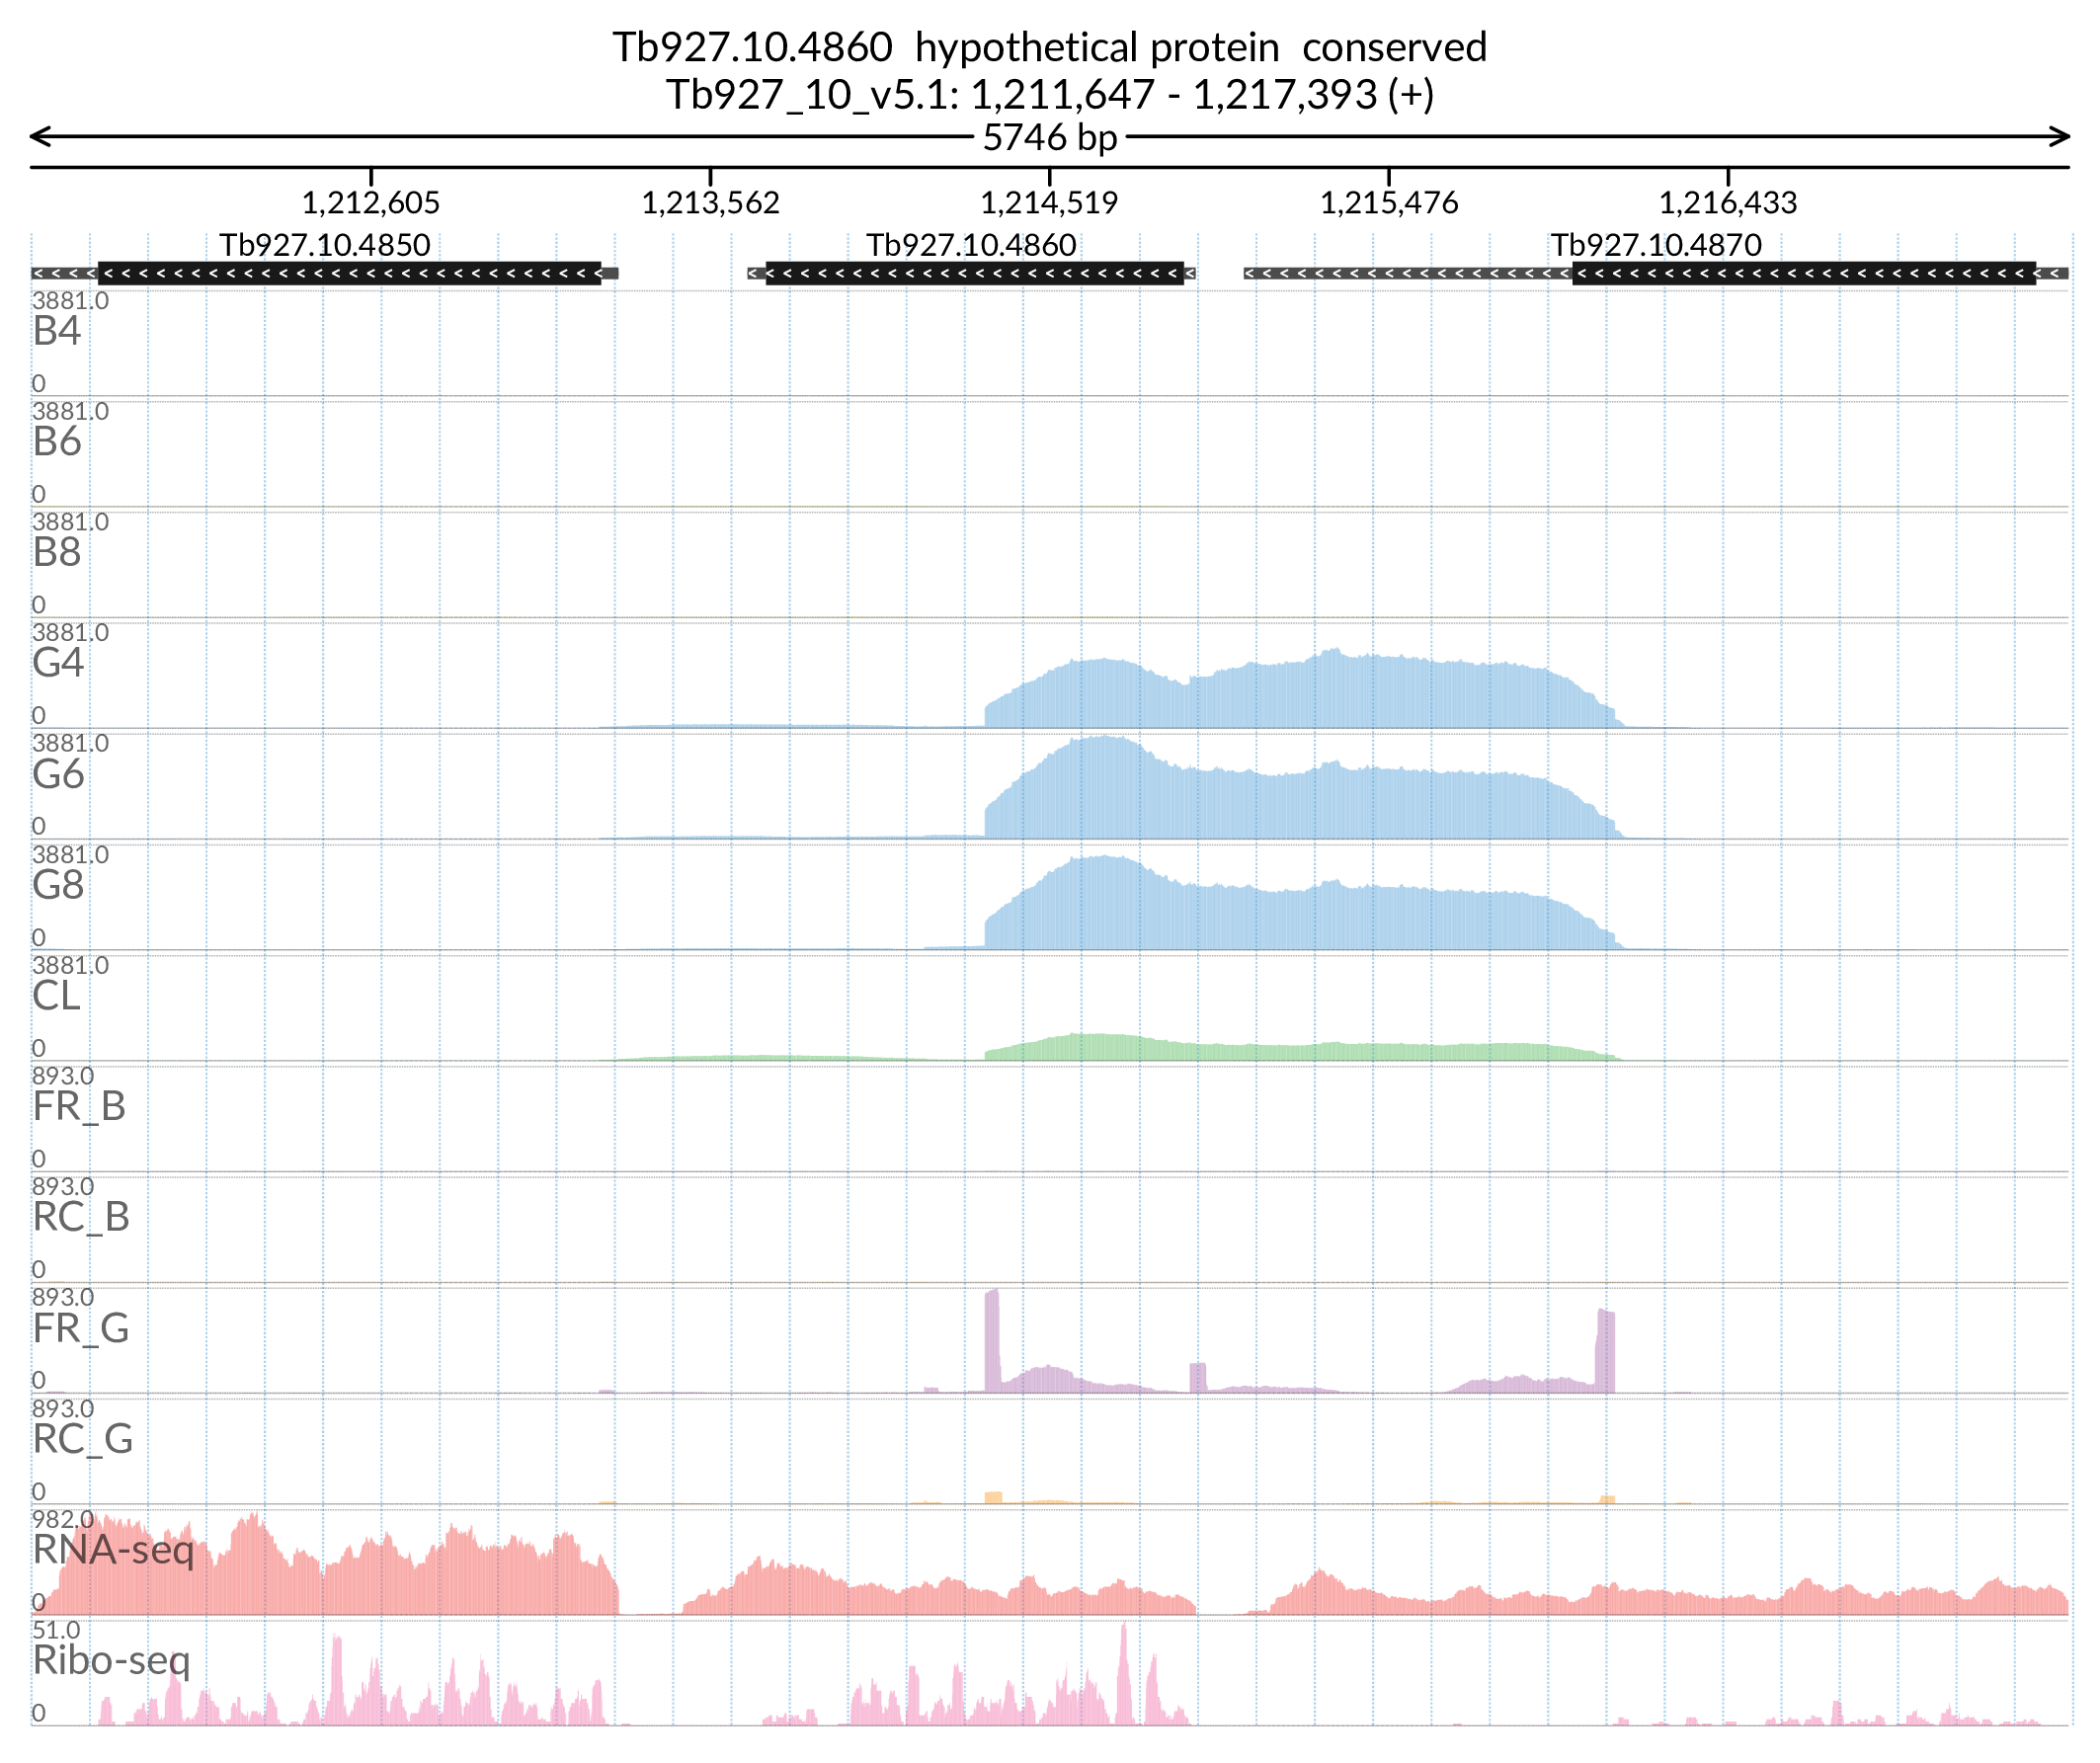 Tb927.10.4860  hypothetical protein  conserved
Tb927_10_v5.1: 1,211,647 - 1,217,393 (+)
5746 bp
1,212,605 1,213,562 1,214,519 1,215,476 1,216,433
Tb927.10.4850 Tb927.10.4860 Tb927.10.4870
3881.0
B4
0
3881.0
B6
0
3881.0
B8
0
3881.0
G4
0
3881.0
G6
0
3881.0
G8
0
3881.0
CL
0
893.0
FR_B
0
893.0
RC_B
0
893.0
FR_G
0
893.0
RC_G
0
982.0
RNA-seq
0
51.0
Ribo-seq
0